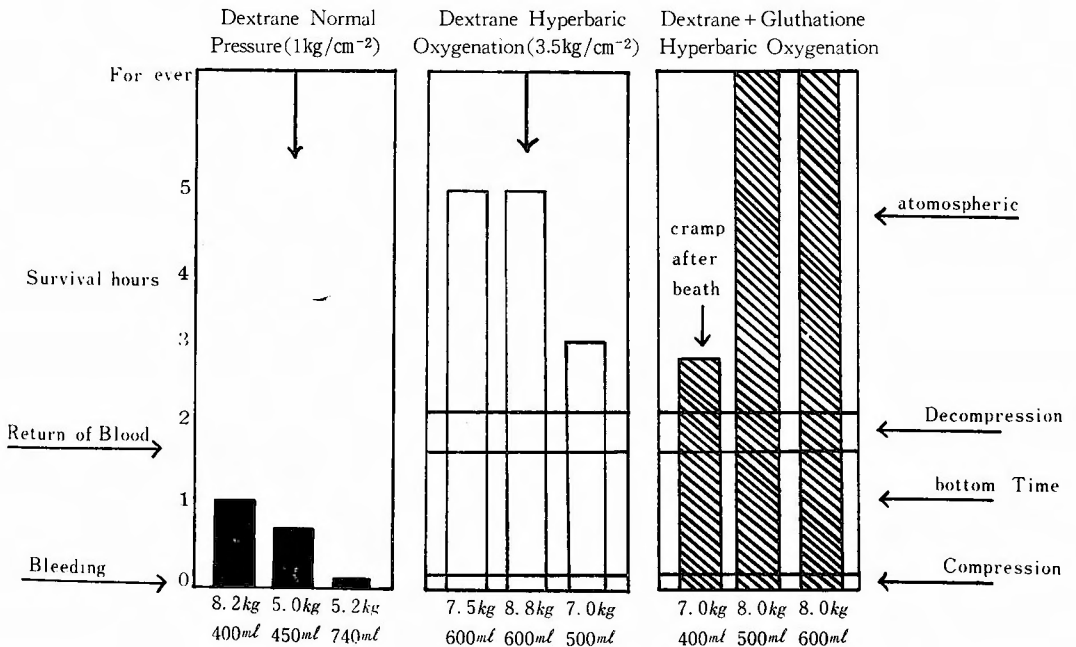 Dextrane Normal
Pressure(1kg/cm⁻²)
Dextrane Hyperbaric
Oxygenation(3.5kg/cm⁻²)
Dextrane+Gluthatione
Hyperbaric Oxygenation
For ever
5
4
3
2
1
0
Survival hours
Return of Blood
Bleeding
cramp
after
beath
atomospheric
Decompression
bottom Time
Compression
8.2kg 5.0kg 5.2kg
400ml 450ml 740ml
7.5kg 8.8kg 7.0kg
600ml 600ml 500ml
7.0kg 8.0kg 8.0kg
400ml 500ml 600ml